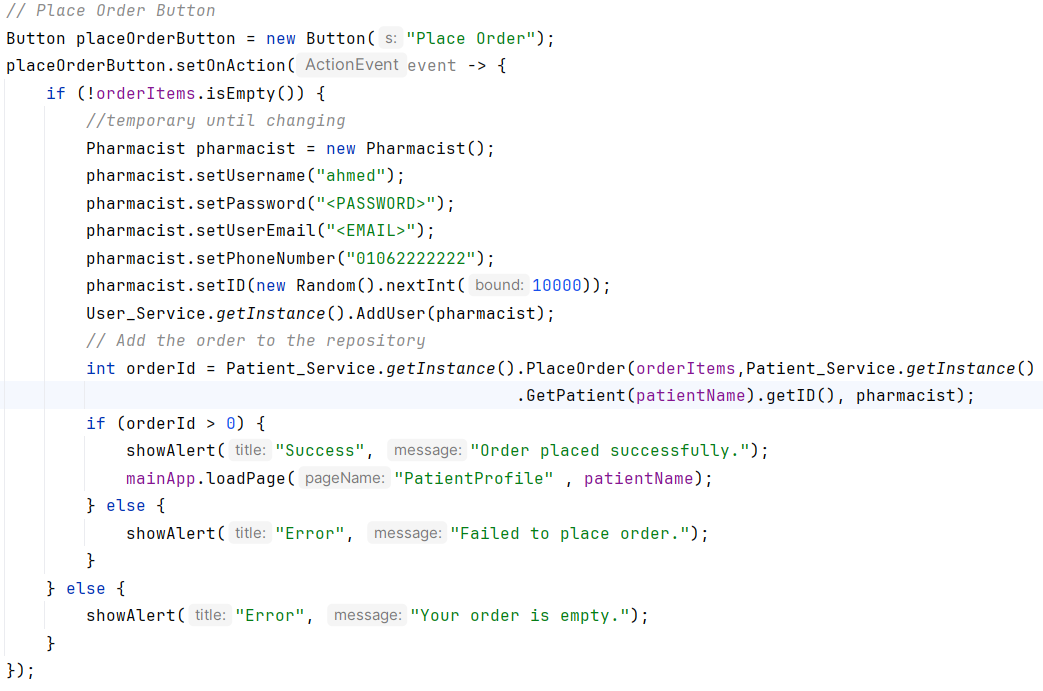 // Place Order Button
Button placeOrderButton = new Button( s: "Place Order");
placeOrderButton.setOnAction( ActionEvent event -> {
    if (!orderItems.isEmpty()) {
        //temporary until changing
        Pharmacist pharmacist = new Pharmacist();
        pharmacist.setUsername("ahmed");
        pharmacist.setPassword("<PASSWORD>");
        pharmacist.setUserEmail("<EMAIL>");
        pharmacist.setPhoneNumber("01062222222");
        pharmacist.setID(new Random().nextInt( bound: 10000));
        User_Service.getInstance().AddUser(pharmacist);
        // Add the order to the repository
        int orderId = Patient_Service.getInstance().PlaceOrder(orderItems,Patient_Service.getInstance()
                                                   .GetPatient(patientName).getID(), pharmacist);
        if (orderId > 0) {
            showAlert( title: "Success", message: "Order placed successfully.");
            mainApp.loadPage( pageName: "PatientProfile" , patientName);
        } else {
            showAlert( title: "Error", message: "Failed to place order.");
        }
    } else {
        showAlert( title: "Error", message: "Your order is empty.");
    }
});